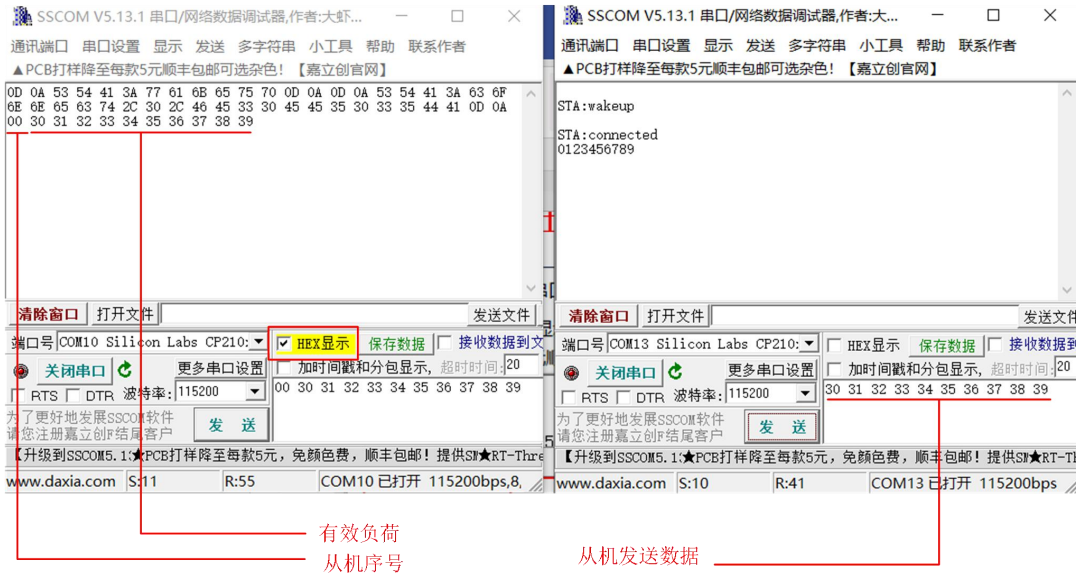 SSCOM V5.13.1 串口/网络数据调试器,作者:大虾...
通讯端口 串口设置 显示 发送 多字符串 小工具 帮助 联系作者
▲PCB打样降至每款5元顺丰包邮可选杂色！【嘉立创官网】
0D 0A 53 54 41 3A 77 61 6B 65 75 70 0D 0A 0D 0A 53 54 41 3A 63 6F
6E 6E 65 63 74 2C 30 2C 46 45 33 30 45 45 35 30 33 35 44 41 0D 0A
00 30 31 32 33 34 35 36 37 38 39
清除窗口 打开文件 发送文件
端口号 COM10 Silicon Labs CP210: HEX显示 保存数据 接收数据到文
关闭串口 更多串口设置 加时间戳和分包显示, 超时时间: 20
RTS DTR 波特率: 115200 00 30 31 32 33 34 35 36 37 38 39
为了更好地发展SSCOM软件
请您注册嘉立创F结尾客户
发 送
【升级到SSCOM5.1:★PCB打样降至每款5元，免颜色费，顺丰包邮！提供SM★RT-Thre
www.daxia.com S:11 R:55 COM10 已打开 115200bps,8,
SSCOM V5.13.1 串口/网络数据调试器,作者:大...
通讯端口 串口设置 显示 发送 多字符串 小工具 帮助 联系作者
▲PCB打样降至每款5元顺丰包邮可选杂色！【嘉立创官网】
STA:wakeup
STA:connected
0123456789
清除窗口 打开文件 发送文件
端口号 COM13 Silicon Labs CP210: HEX显示 保存数据 接收数据到
关闭串口 更多串口设置 加时间戳和分包显示, 超时时间: 20
RTS DTR 波特率: 115200 30 31 32 33 34 35 36 37 38 39
为了更好地发展SSCOM软件
请您注册嘉立创F结尾客户
发 送
【升级到SSCOM5.1:★PCB打样降至每款5元，免颜色费，顺丰包邮！提供SM★RT-T
www.daxia.com S:10 R:41 COM13 已打开 115200bps
有效负荷
从机序号
从机发送数据